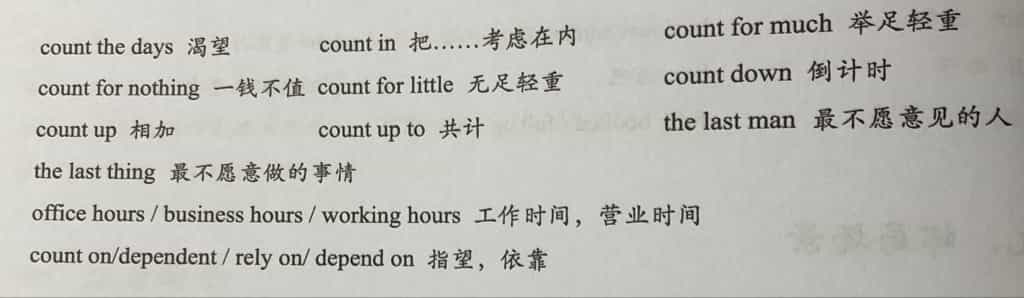 count the days 渴望 count in 把……考虑在内 count for much 举足轻重
count for nothing 一钱不值 count for little 无足轻重 count down 倒计时
count up 相加 count up to 共计 the last man 最不愿意见的人
the last thing 最不愿意做的事情
office hours / business hours / working hours 工作时间，营业时间
count on/dependent / rely on/ depend on 指望，依靠